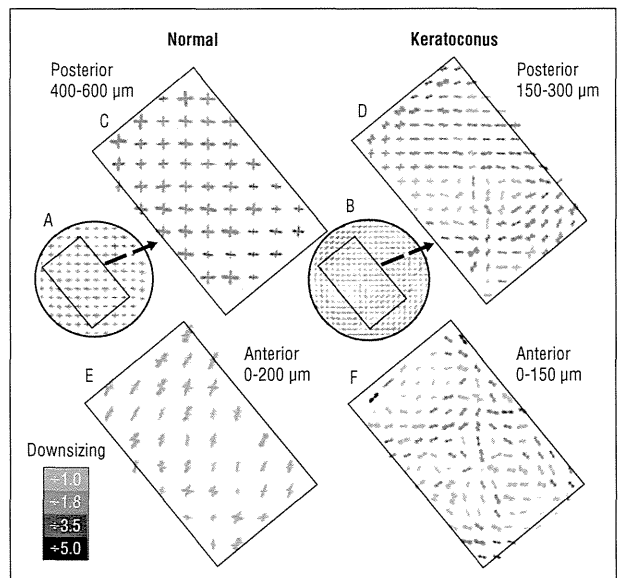 Normal
Keratoconus
Posterior
400-600 µm
Posterior
150-300 µm
C
D
A
B
Anterior
0-200 µm
Anterior
0-150 µm
E
F
Downsizing
÷1.0
÷1.8
÷3.5
÷5.0